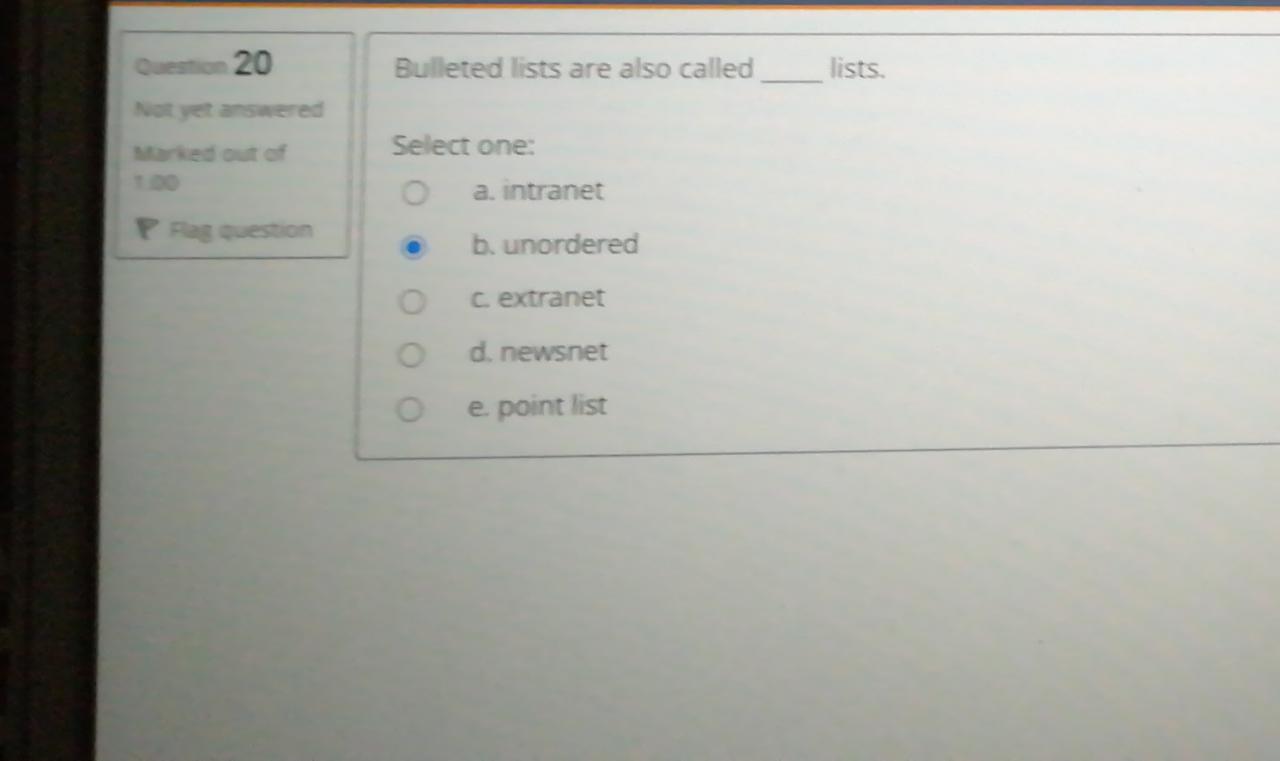 Question 20
Not yet answered
Marked out of
1.00
Flag question
Bulleted lists are also called _____ lists.
Select one:
a. intranet
b. unordered
c. extranet
d. newsnet
e. point list